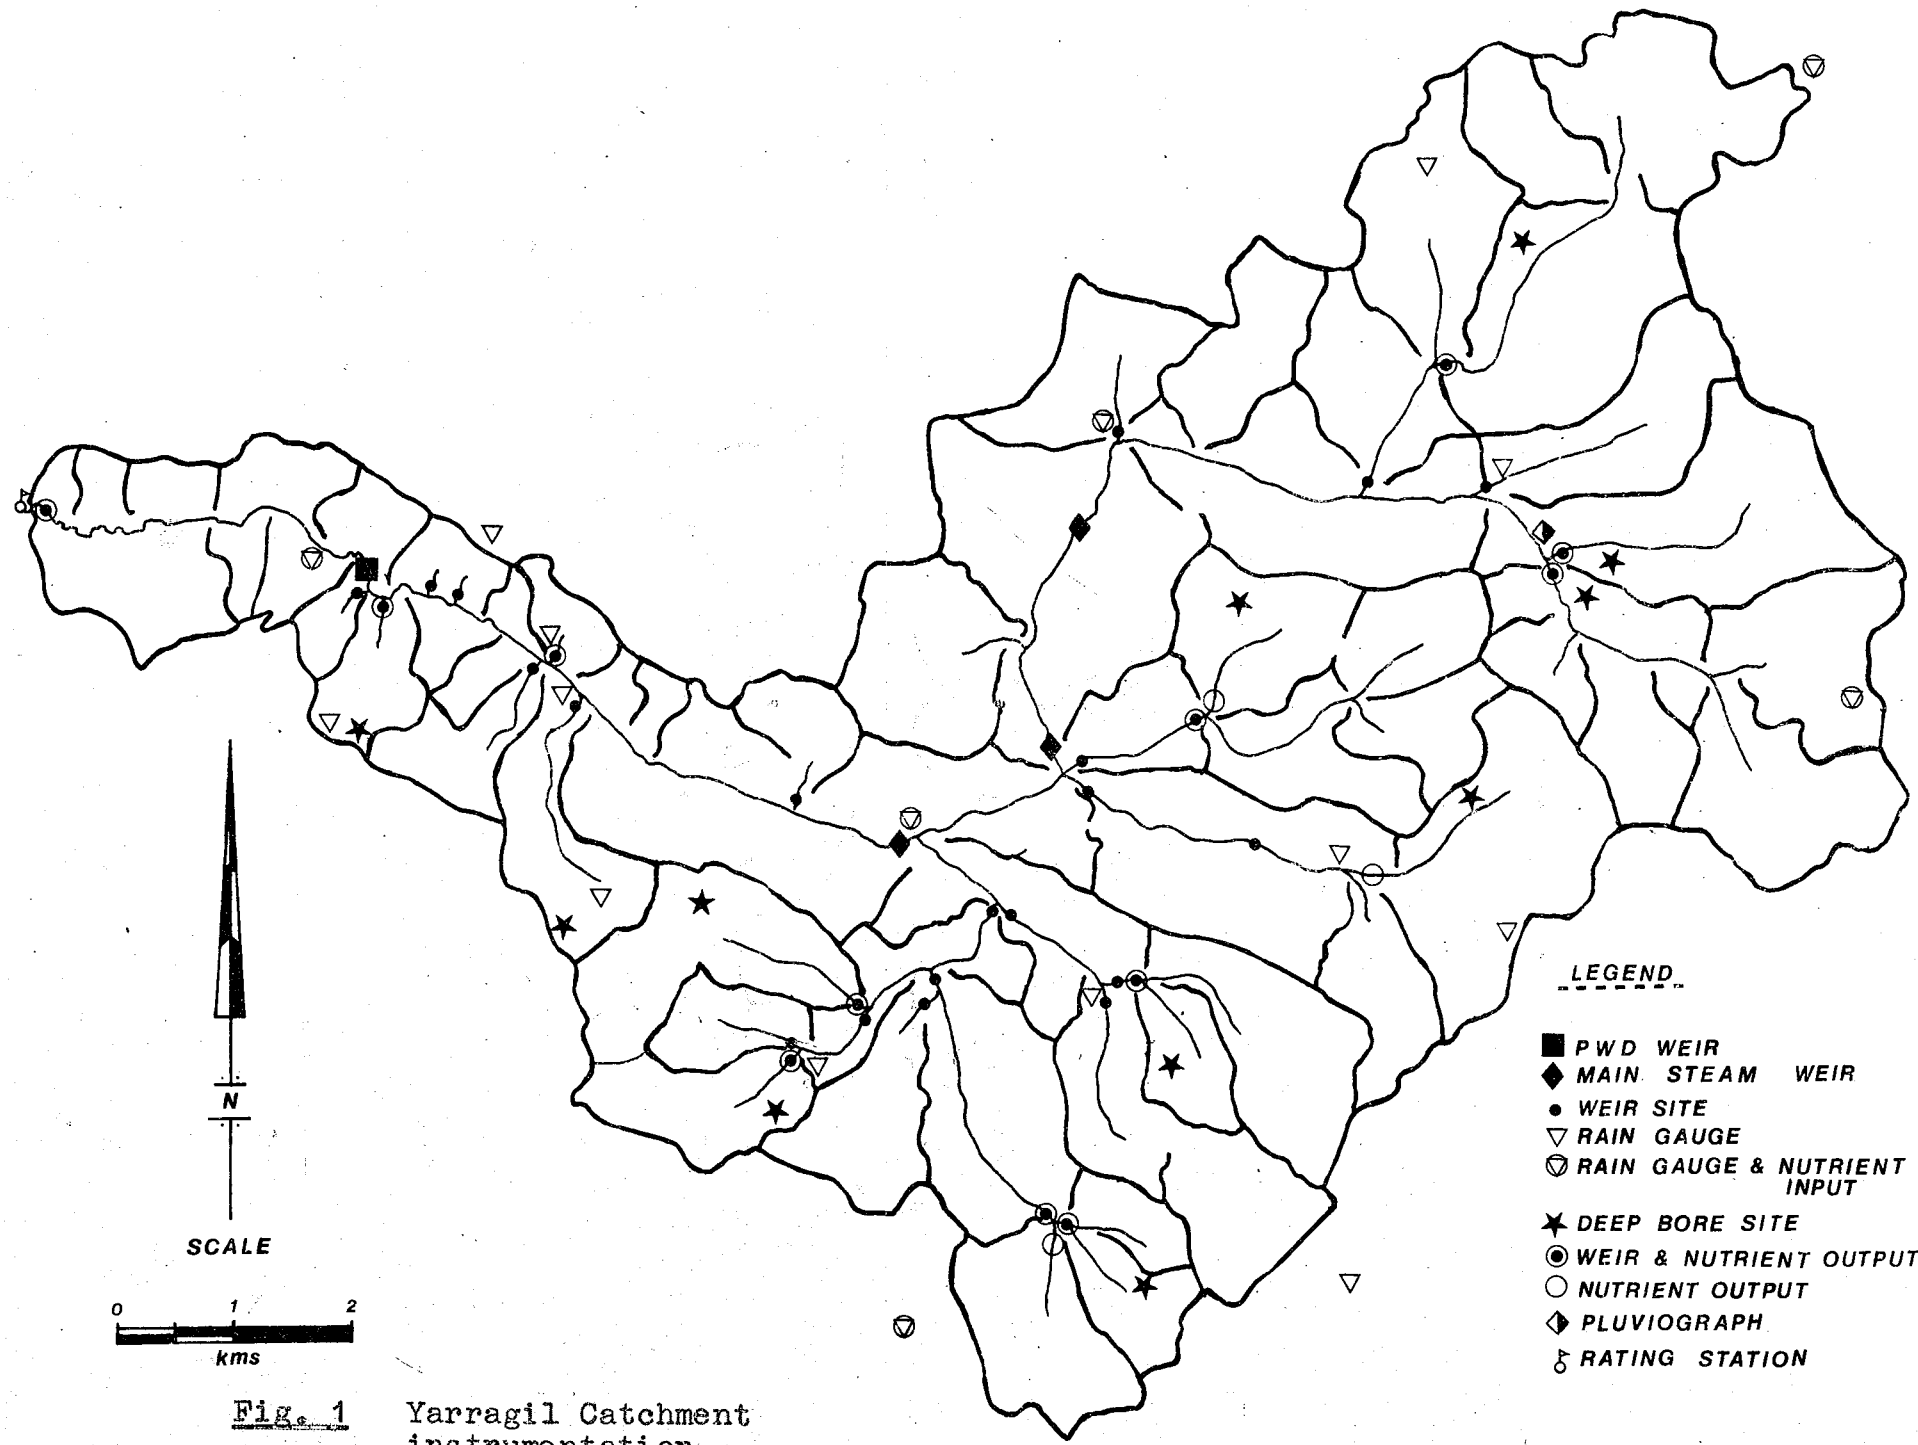 LEGEND
PWD WEIR
MAIN STEAM WEIR
WEIR SITE
RAIN GAUGE
RAIN GAUGE & NUTRIENT
INPUT
DEEP BORE SITE
WEIR & NUTRIENT OUTPUT
NUTRIENT OUTPUT
PLUVIOGRAPH
RATING STATION
N
SCALE
0 1 2
kms
Fig. 1 Yarragil Catchment
instrumentation